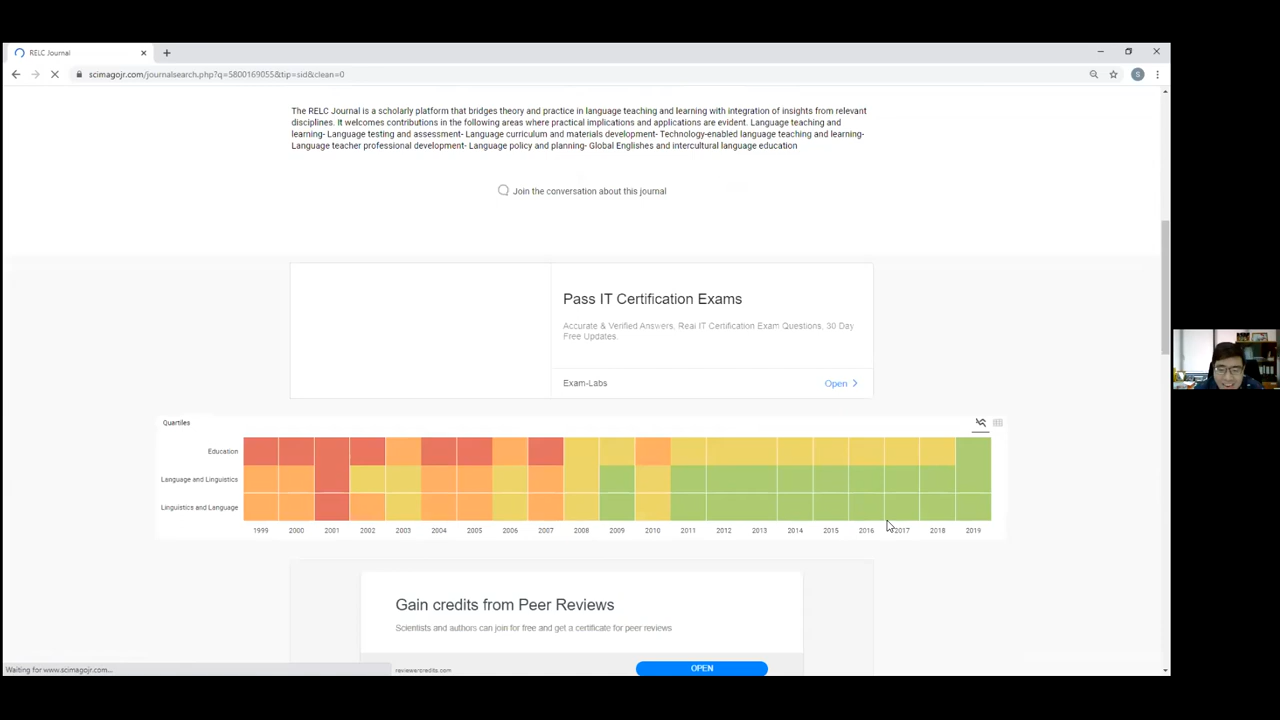 RELC Journal
scimagojr.com/journalsearch.php?q=5800169055&tip=sid&clean=0
S
The RELC Journal is a scholarly platform that bridges theory and practice in language teaching and learning with integration of insights from relevant
disciplines. It welcomes contributions in the following areas where practical implications and applications are evident. Language teaching and
learning- Language testing and assessment- Language curriculum and materials development- Technology-enabled language teaching and learning-
Language teacher professional development- Language policy and planning- Global Englishes and intercultural language education
Join the conversation about this journal
Pass IT Certification Exams
Accurate & Verified Answers, Real IT Certification Exam Questions, 30 Day
Free Updates.
Exam-Labs
Open
Quartiles
Education
Language and Linguistics
Linguistics and Language
1999 2000 2001 2002 2003 2004 2005 2006 2007 2008 2009 2010 2011 2012 2013 2014 2015 2016 2017 2018 2019
Gain credits from Peer Reviews
Scientists and authors can join for free and get a certificate for peer reviews
reviewercredits.com
OPEN
Waiting for www.scimagojr.com...